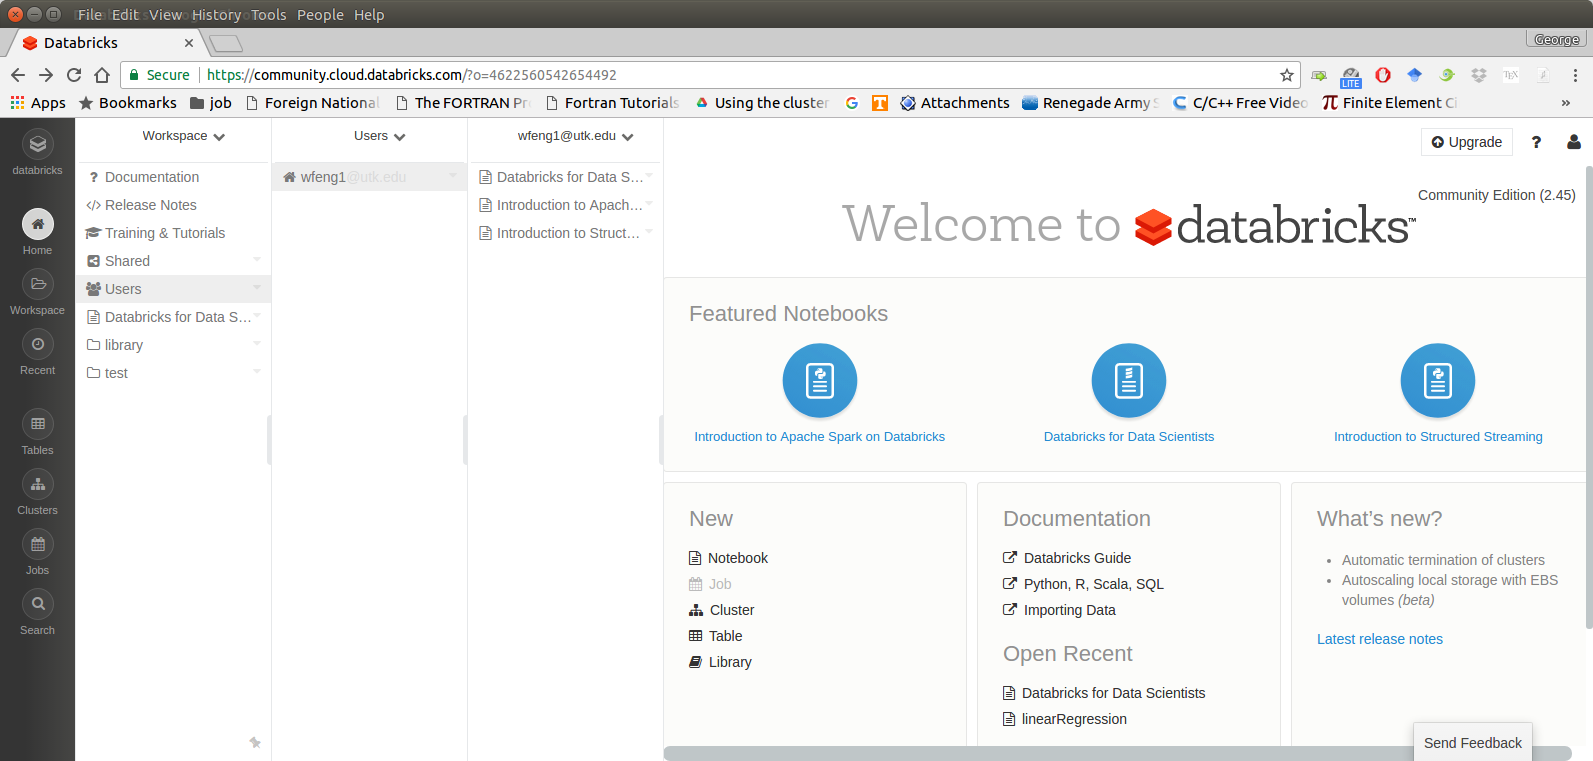 File Edit View History Tools People Help
Databricks
George
Secure https://community.cloud.databricks.com/?o=4622560542654492
LITE
Apps Bookmarks job Foreign National The FORTRAN Pr Fortran Tutorials Using the cluster Attachments Renegade Army S C/C++ Free Video Finite Element Ci »
databricks
Home
Workspace
Recent
Tables
Clusters
Jobs
Search
Workspace
Documentation
Release Notes
Training & Tutorials
Shared
Users
Databricks for Data S...
library
test
Users
wfeng1@utk.edu
wfeng1@utk.edu
Databricks for Data S...
Introduction to Apach...
Introduction to Struct...
Upgrade ?
Community Edition (2.45)
Welcome to databricks™
Featured Notebooks
Introduction to Apache Spark on Databricks
Databricks for Data Scientists
Introduction to Structured Streaming
New
Notebook
Job
Cluster
Table
Library
Documentation
Databricks Guide
Python, R, Scala, SQL
Importing Data
Open Recent
Databricks for Data Scientists
linearRegression
What's new?
• Automatic termination of clusters
• Autoscaling local storage with EBS
volumes (beta)
Latest release notes
Send Feedback